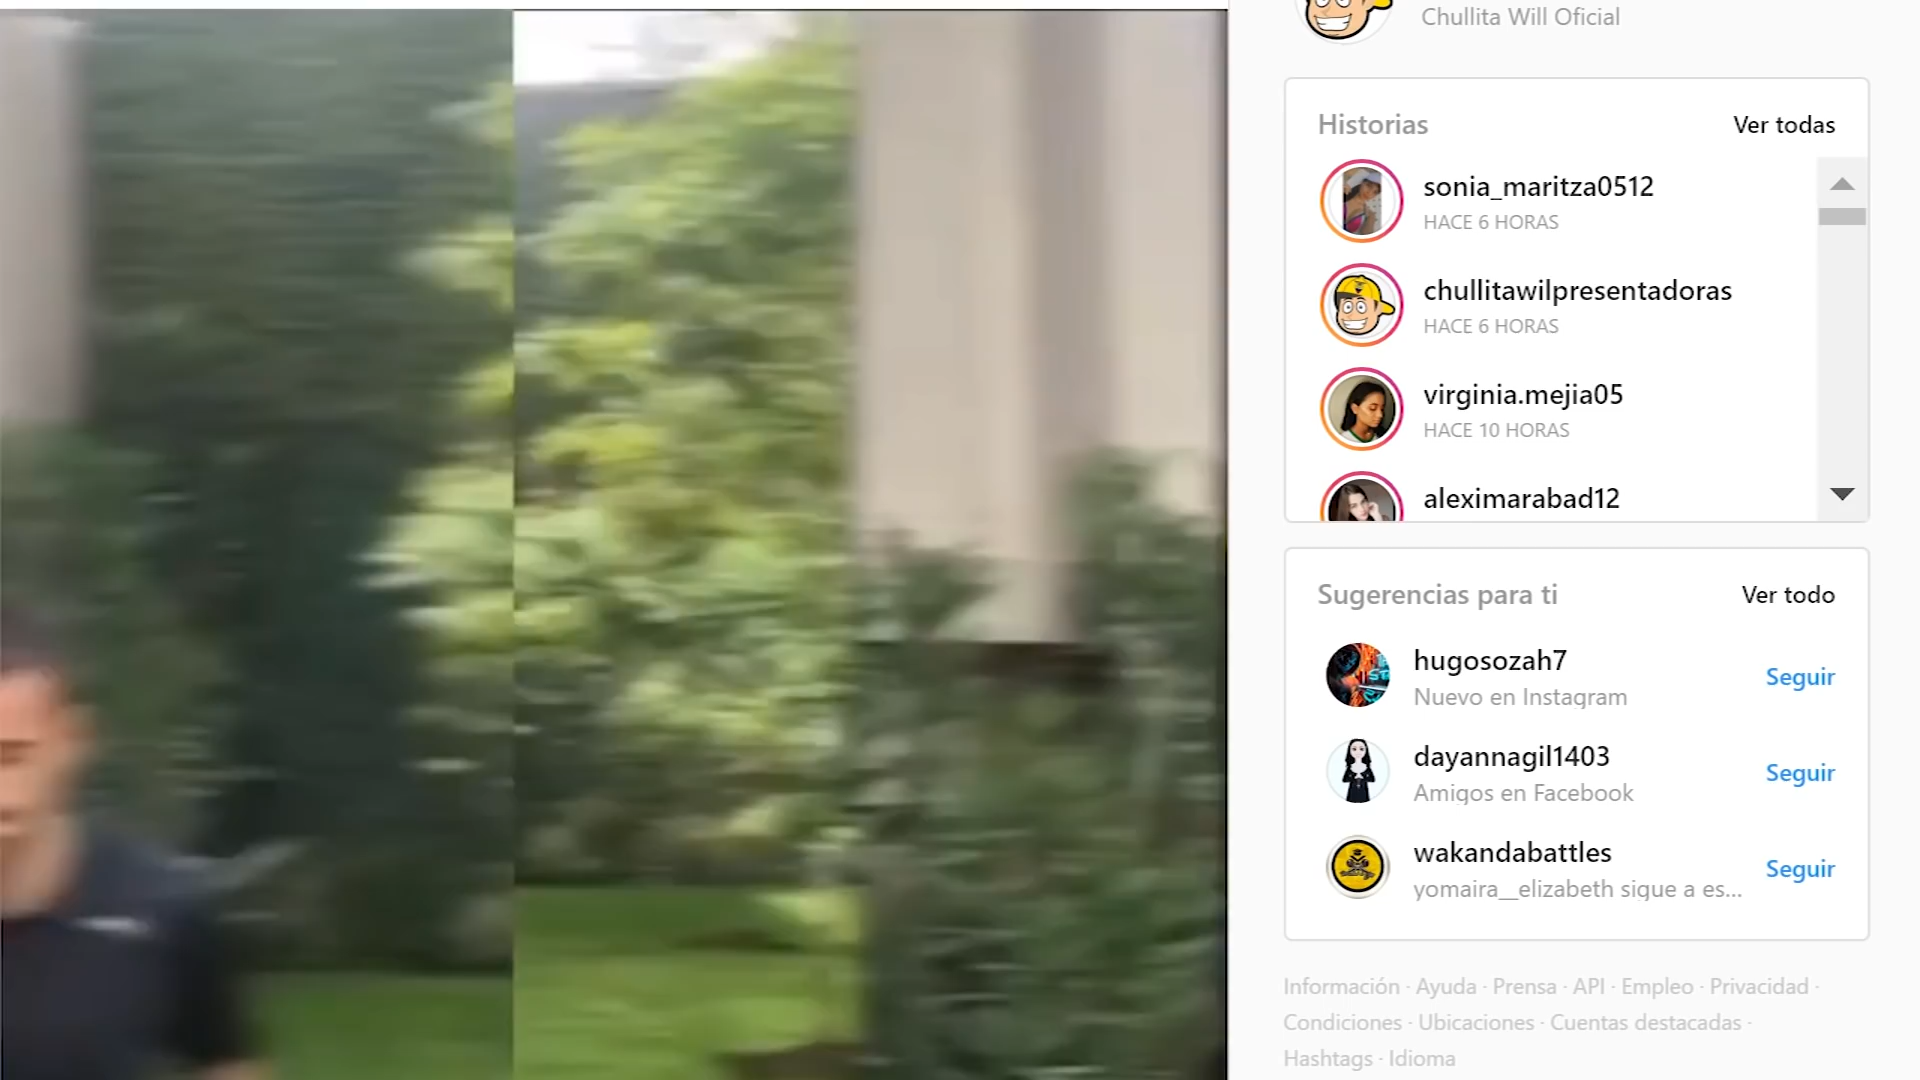 Chullita Will Oficial
Historias
Ver todas
sonia_maritza0512
HACE 6 HORAS
chullitawilpresentadoras
HACE 6 HORAS
virginia.mejia05
HACE 10 HORAS
aleximarabad12
Sugerencias para ti
Ver todo
hugosozah7
Nuevo en Instagram
Seguir
dayannagil1403
Amigos en Facebook
Seguir
wakandabattles
yomaira__elizabeth sigue a es...
Seguir
Información · Ayuda · Prensa · API · Empleo · Privacidad ·
Condiciones · Ubicaciones · Cuentas destacadas ·
Hashtags · Idioma